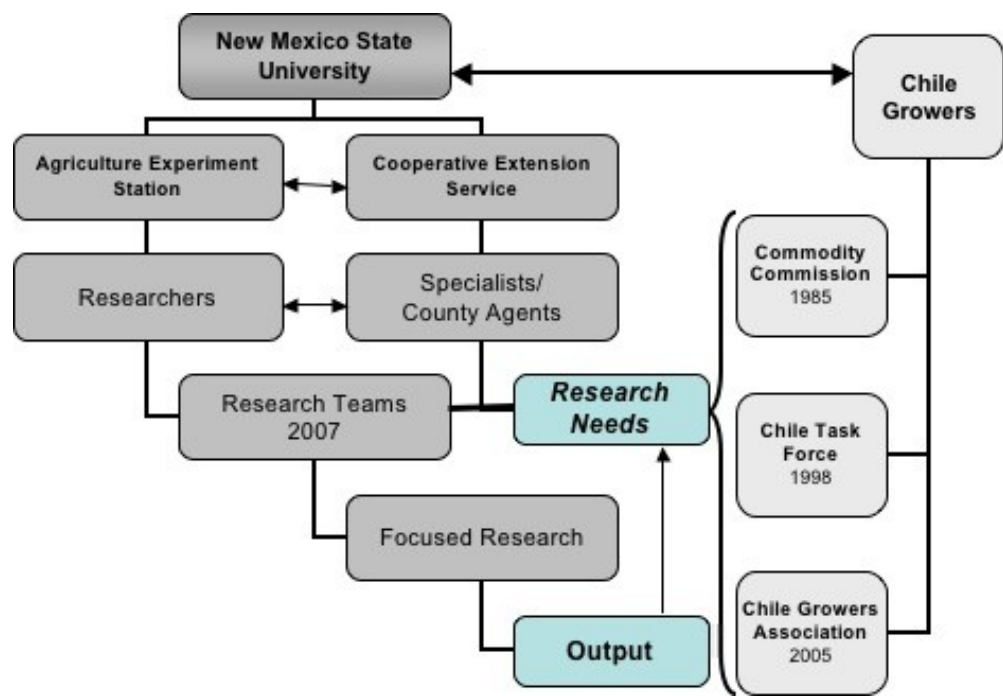 New Mexico State
University
Chile
Growers
Agriculture Experiment
Station
Cooperative Extension
Service
Researchers
Specialists/
County Agents
Commodity
Commission
1985
Research Teams
2007
Research
Needs
Chile Task
Force
1998
Focused Research
Output
Chile Growers
Association
2005